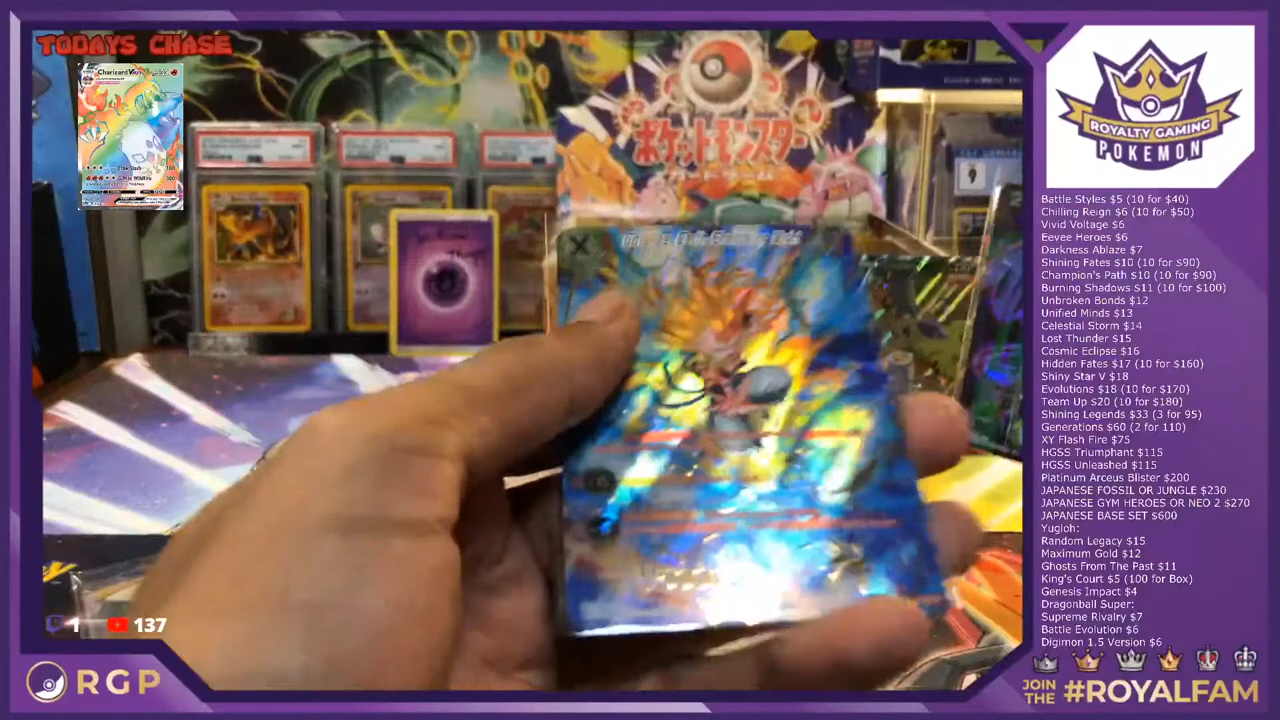 TODAYS CHASE
Charizard
Claw Slash 100
G-Max Wildfire 300
ポケットモンスター
X
ROYALTY GAMING
POKEMON
Battle Styles $5 (10 for $40)
Chilling Reign $6 (10 for $50)
Vivid Voltage $6
Eevee Heroes $6
Darkness Ablaze $7
Shining Fates $10 (10 for $90)
Champion's Path $10 (10 for $90)
Burning Shadows $11 (10 for $100)
Unbroken Bonds $12
Unified Minds $13
Celestial Storm $14
Lost Thunder $15
Cosmic Eclipse $16
Hidden Fates $17 (10 for $160)
Shiny Star V $18
Evolutions $18 (10 for $170)
Team Up $20 (10 for $180)
Shining Legends $33 (3 for 95)
Generations $60 (2 for 110)
XY Flash Fire $75
HGSS Triumphant $115
HGSS Unleashed $115
Platinum Arceus Blister $200
JAPANESE FOSSIL OR JUNGLE $230
JAPANESE GYM HEROES OR NEO 2 $270
JAPANESE BASE SET $600
Yugioh:
Random Legacy $15
Maximum Gold $12
Ghosts From The Past $11
King's Court $5 (100 for Box)
Genesis Impact $4
Dragonball Super:
Supreme Rivalry $7
Battle Evolution $6
Digimon 1.5 Version $6
1 137
RGP
JOIN THE #ROYALFAM